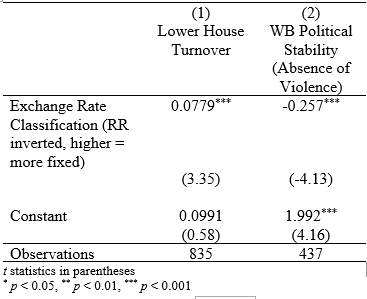 (1) (2)
Lower House WB Political
Turnover Stability
(Absence of
Violence)
Exchange Rate 0.0779*** -0.257***
Classification (RR
inverted, higher =
more fixed)
(3.35) (-4.13)
Constant 0.0991 1.992***
(0.58) (4.16)
Observations 835 437
t statistics in parentheses
* p < 0.05, ** p < 0.01, *** p < 0.001